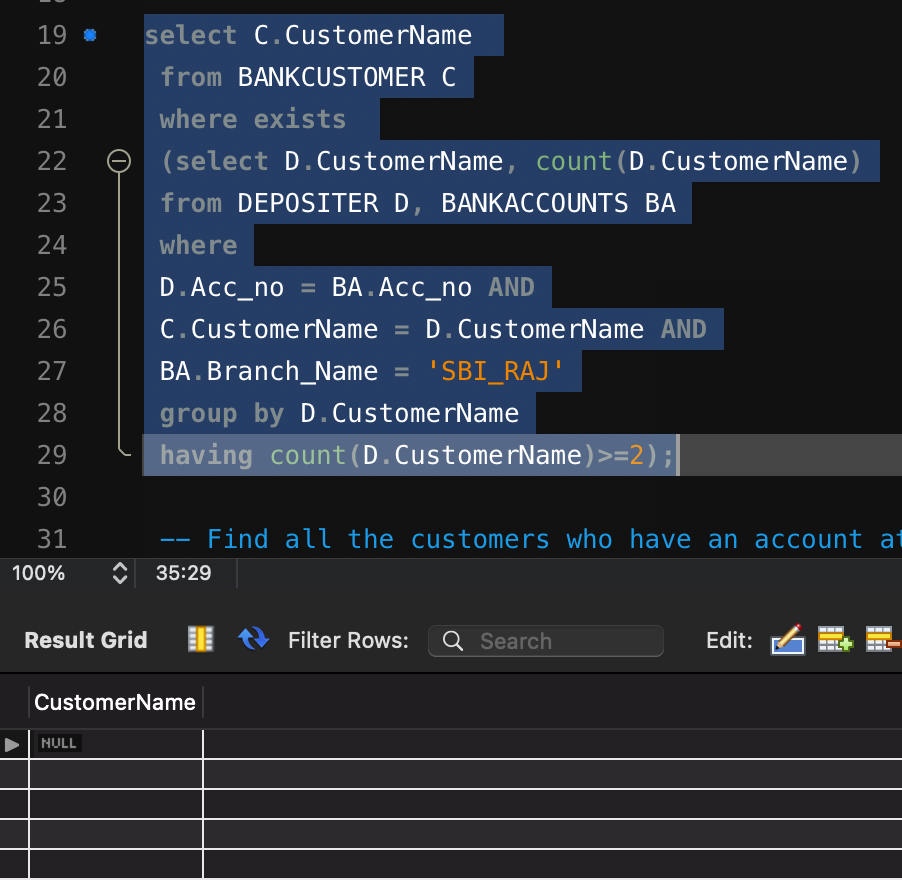 19 select C.CustomerName
20 from BANKCUSTOMER C
21 where exists
22 (select D.CustomerName, count(D.CustomerName)
23 from DEPOSITER D, BANKACCOUNTS BA
24 where
25 D.Acc_no = BA.Acc_no AND
26 C.CustomerName = D.CustomerName AND
27 BA.Branch_Name = 'SBI_RAJ'
28 group by D.CustomerName
29 having count(D.CustomerName)>=2);
30
31 -- Find all the customers who have an account at
100% 35:29
Result Grid Filter Rows: Search Edit:
CustomerName
NULL